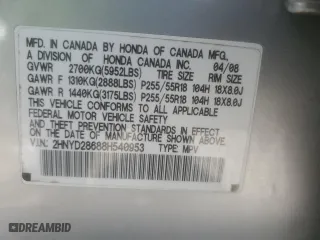 MFD. IN CANADA BY HONDA OF CANADA MFG.
A DIVISION OF HONDA CANADA INC. 04/08
GVWR 2700KG(5952LBS) TIRE SIZE RIM
GAWR F 1310KG(2888LBS) P255/55R18 104H 18X8.0J
GAWR R 1440KG(3175LBS) P255/55R18 104H 18X8.0J
THIS VEHICLE CONFORMS TO ALL APPLICABLE
FEDERAL MOTOR VEHICLE SAFETY AND
THEFT PREVENTION STANDARDS IN EFFECT ON THE
DATE OF MANUFACTURE SHOWN ABOVE.
V.I.N: 2HNYD28688H540953 TYPE: MPV
© DREAMBID